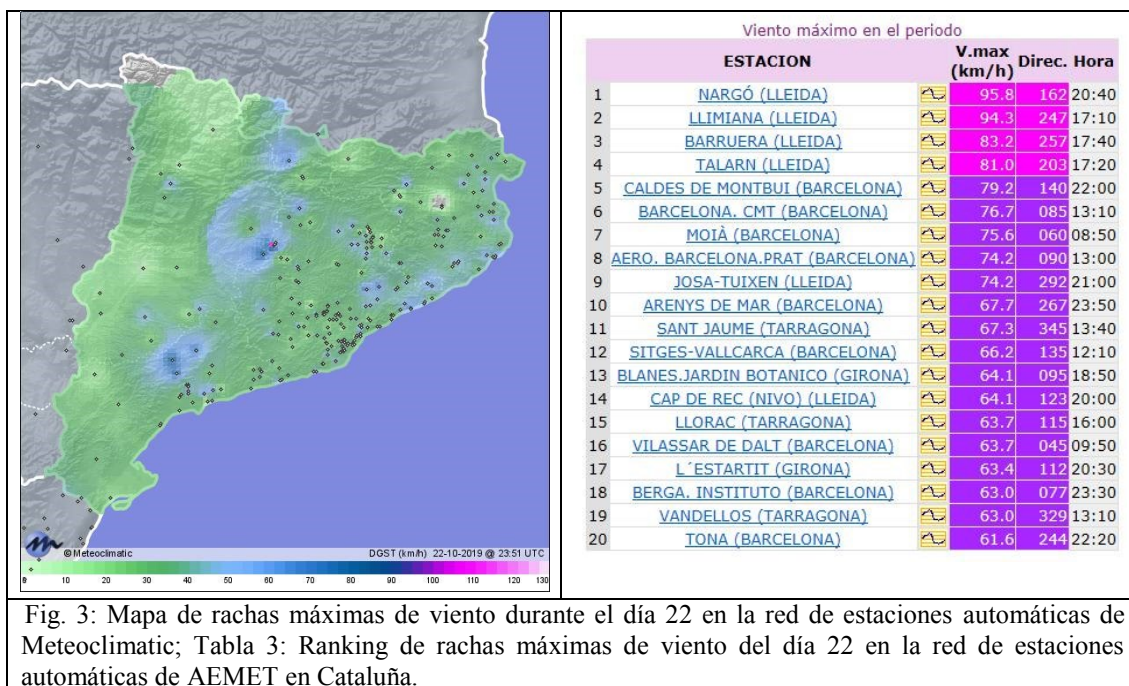 © Meteoclimatic
DGST (km/h) 22-10-2019 @ 23:51 UTC
0 10 20 30 40 50 60 70 80 90 100 110 120 130
Viento máximo en el periodo
ESTACION V.max (km/h) Direc. Hora
1 NARGÓ (LLEIDA) 95.8 162 20:40
2 LLIMIANA (LLEIDA) 94.3 247 17:10
3 BARRUERA (LLEIDA) 83.2 257 17:40
4 TALARN (LLEIDA) 81.0 203 17:20
5 CALDES DE MONTBUI (BARCELONA) 79.2 140 22:00
6 BARCELONA. CMT (BARCELONA) 76.7 085 13:10
7 MOIÀ (BARCELONA) 75.6 060 08:50
8 AERO. BARCELONA.PRAT (BARCELONA) 74.2 090 13:00
9 JOSA-TUIXEN (LLEIDA) 74.2 292 21:00
10 ARENYS DE MAR (BARCELONA) 67.7 267 23:50
11 SANT JAUME (TARRAGONA) 67.3 345 13:40
12 SITGES-VALLCARCA (BARCELONA) 66.2 135 12:10
13 BLANES.JARDIN BOTANICO (GIRONA) 64.1 095 18:50
14 CAP DE REC (NIVO) (LLEIDA) 64.1 123 20:00
15 LLORAC (TARRAGONA) 63.7 115 16:00
16 VILASSAR DE DALT (BARCELONA) 63.7 045 09:50
17 L´ESTARTIT (GIRONA) 63.4 112 20:30
18 BERGA. INSTITUTO (BARCELONA) 63.0 077 23:30
19 VANDELLOS (TARRAGONA) 63.0 329 13:10
20 TONA (BARCELONA) 61.6 244 22:20
Fig. 3: Mapa de rachas máximas de viento durante el día 22 en la red de estaciones automáticas de
Meteoclimatic; Tabla 3: Ranking de rachas máximas de viento del día 22 en la red de estaciones
automáticas de AEMET en Cataluña.